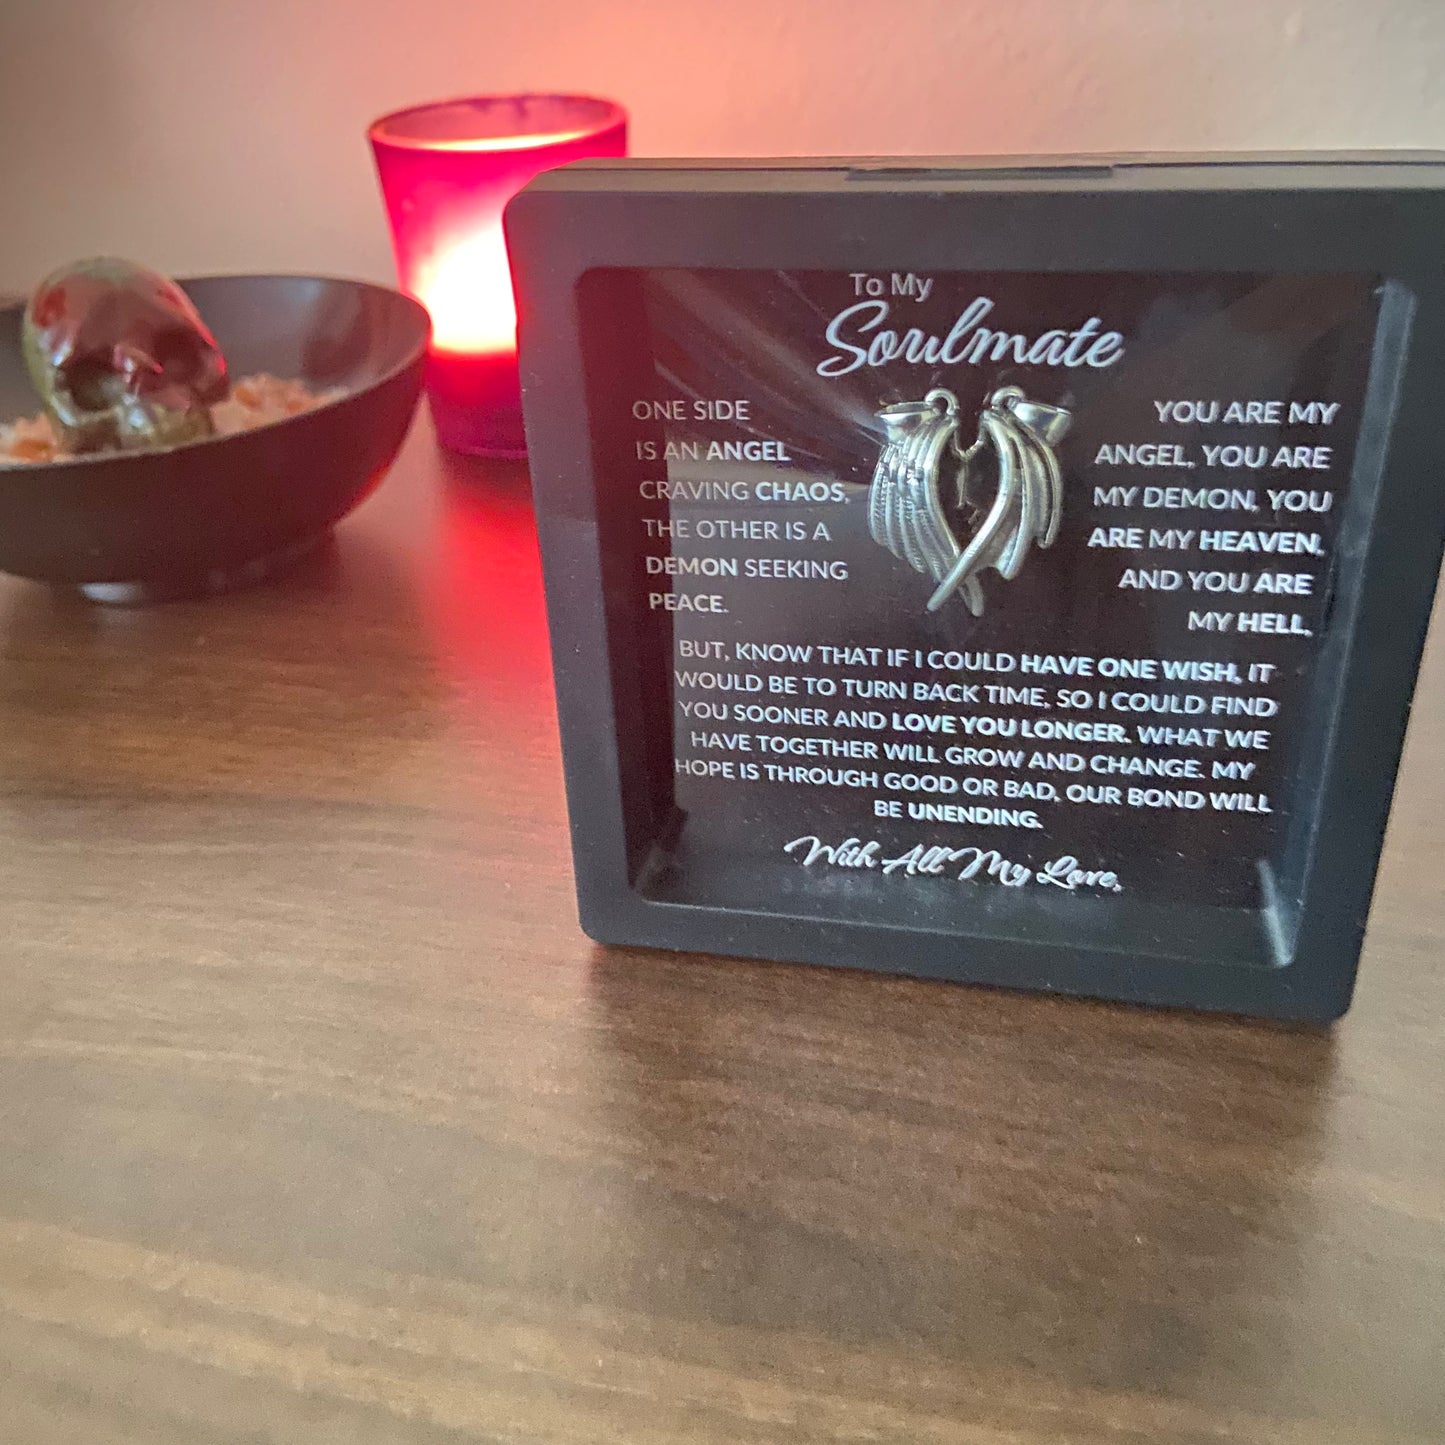 To My
Soulmate
ONE SIDE
IS AN ANGEL
CRAVING CHAOS,
THE OTHER IS A
DEMON SEEKING
PEACE.
YOU ARE MY
ANGEL, YOU ARE
MY DEMON, YOU
ARE MY HEAVEN,
AND YOU ARE
MY HELL,
BUT, KNOW THAT IF I COULD HAVE ONE WISH, IT
WOULD BE TO TURN BACK TIME, SO I COULD FIND
YOU SOONER AND LOVE YOU LONGER. WHAT WE
HAVE TOGETHER WILL GROW AND CHANGE. MY
HOPE IS THROUGH GOOD OR BAD, OUR BOND WILL
BE UNENDING.
With All My Love,